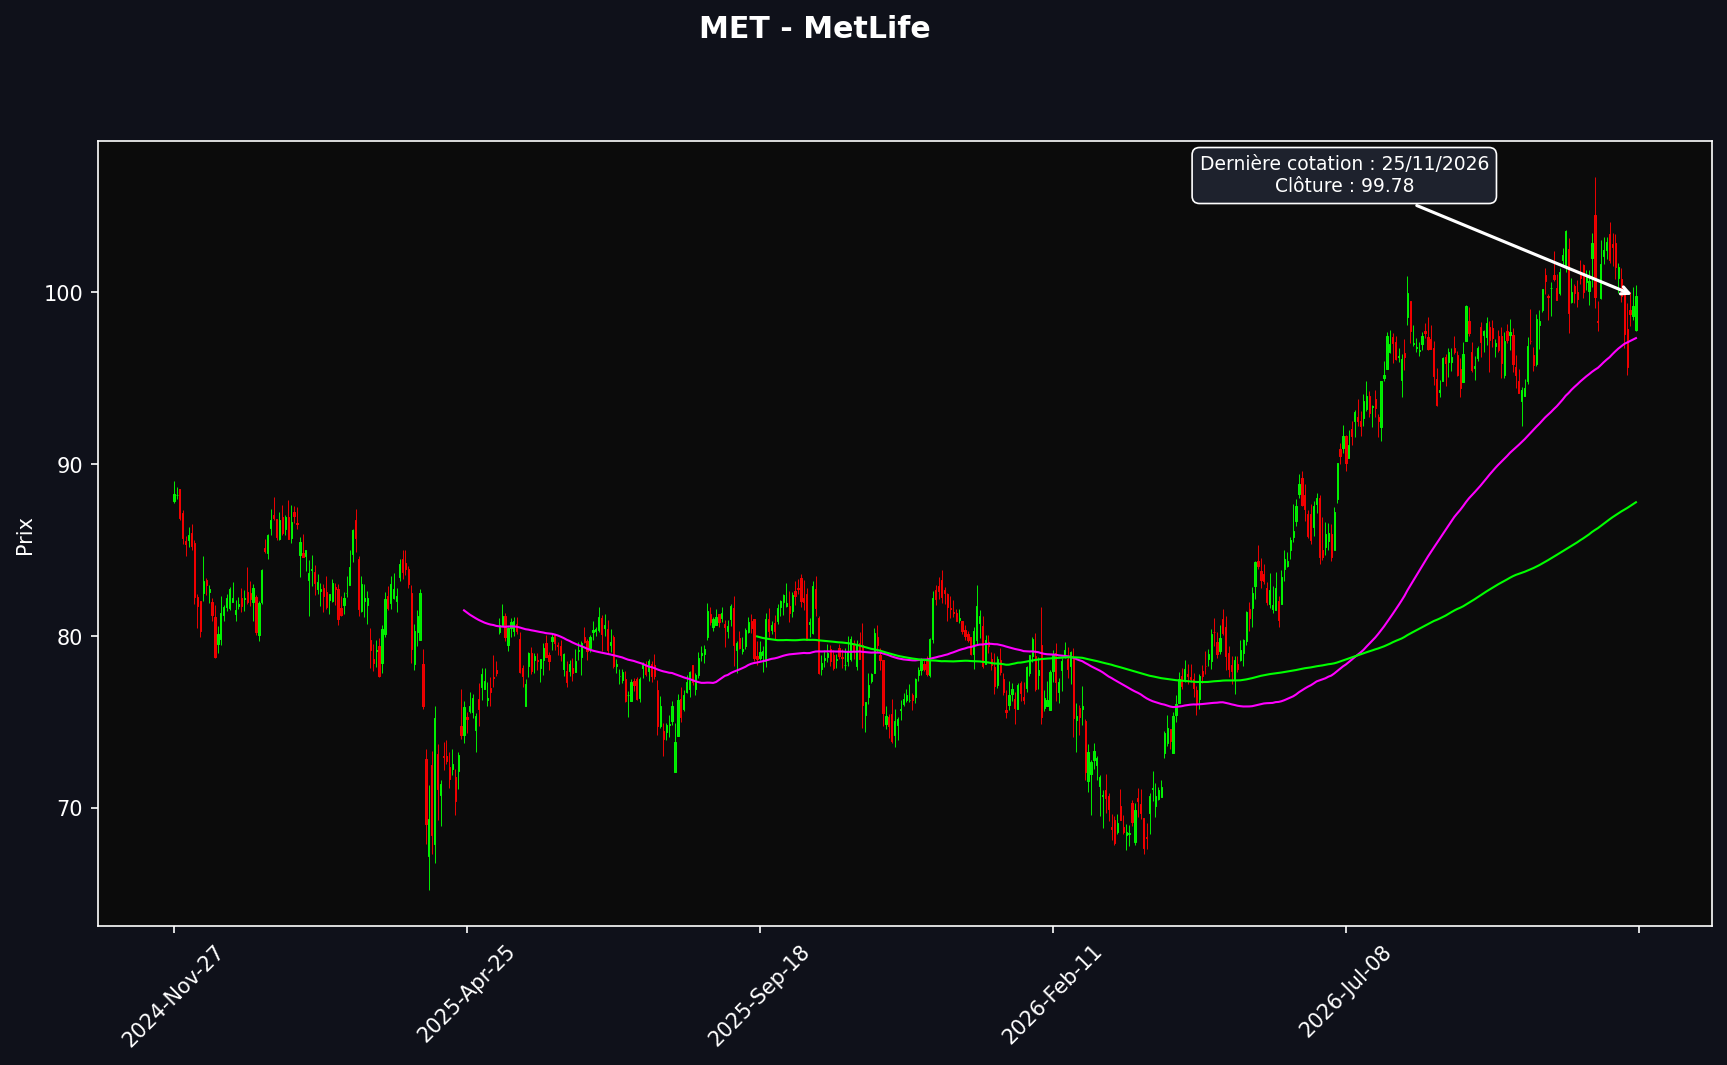 MET - MetLife
Dernière cotation : 25/11/2026
Clôture : 99.78
Prix
100
90
80
70
2024-Nov-27
2025-Apr-25
2025-Sep-18
2026-Feb-11
2026-Jul-08